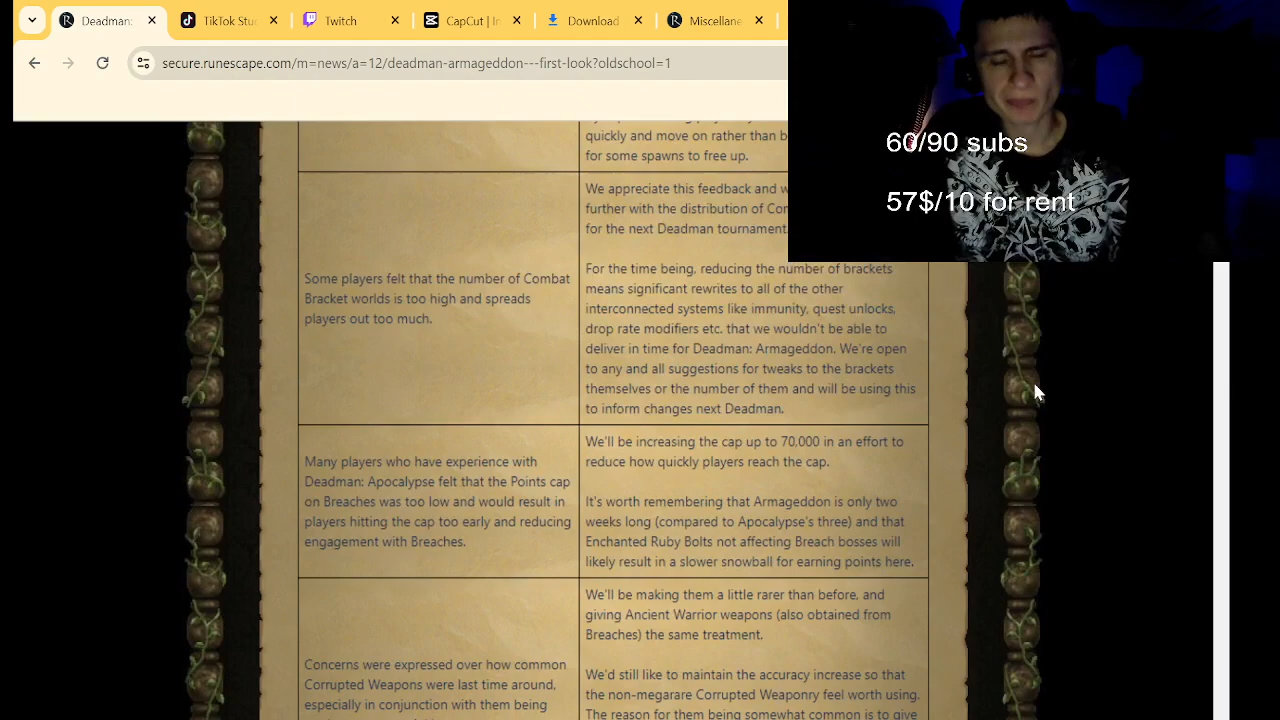 Deadman:
TikTok Stu
Twitch
CapCut | In
Download
Miscellane
secure.runescape.com/m=news/a=12/deadman-armageddon---first-look?oldschool=1
60/90 subs
57$/10 for rent
quickly and move on rather than b
for some spawns to free up.
Some players felt that the number of Combat
Bracket worlds is too high and spreads
players out too much.
We appreciate this feedback and w
further with the distribution of Con
for the next Deadman tournament.
For the time being, reducing the number of brackets
means significant rewrites to all of the other
interconnected systems like immunity, quest unlocks,
drop rate modifiers etc. that we wouldn't be able to
deliver in time for Deadman: Armageddon. We're open
to any and all suggestions for tweaks to the brackets
themselves or the number of them and will be using this
to inform changes next Deadman.
Many players who have experience with
Deadman: Apocalypse felt that the Points cap
on Breaches was too low and would result in
players hitting the cap too early and reducing
engagement with Breaches.
We'll be increasing the cap up to 70,000 in an effort to
reduce how quickly players reach the cap.
It's worth remembering that Armageddon is only two
weeks long (compared to Apocalypse's three) and that
Enchanted Ruby Bolts not affecting Breach bosses will
likely result in a slower snowball for earning points here.
Concerns were expressed over how common
Corrupted Weapons were last time around,
especially in conjunction with them being
We'll be making them a little rarer than before, and
giving Ancient Warrior weapons (also obtained from
Breaches) the same treatment.
We'd still like to maintain the accuracy increase so that
the non-megarare Corrupted Weaponry feel worth using.
The reason for them being somewhat common is to give